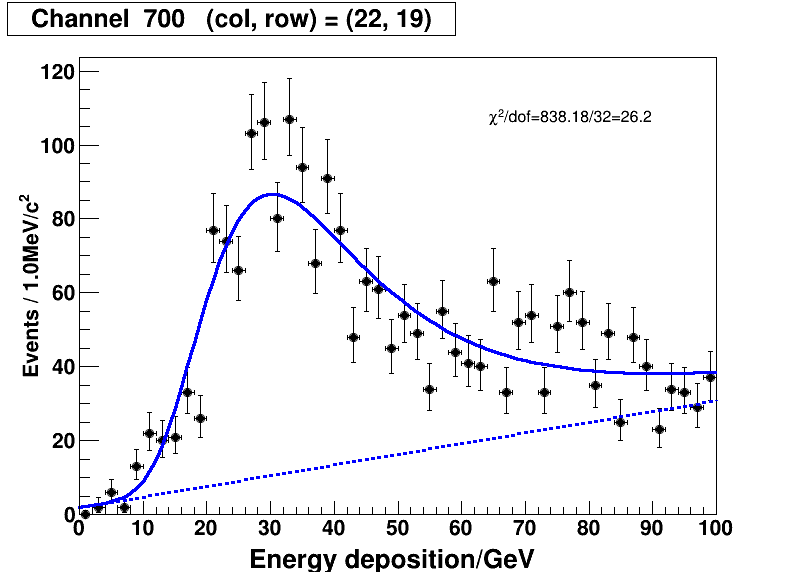 Channel  700   (col, row) = (22, 19)
χ²/dof=838.18/32=26.2
Events / 1.0MeV/c²
120
100
80
60
40
20
0
0 10 20 30 40 50 60 70 80 90 100
Energy deposition/GeV